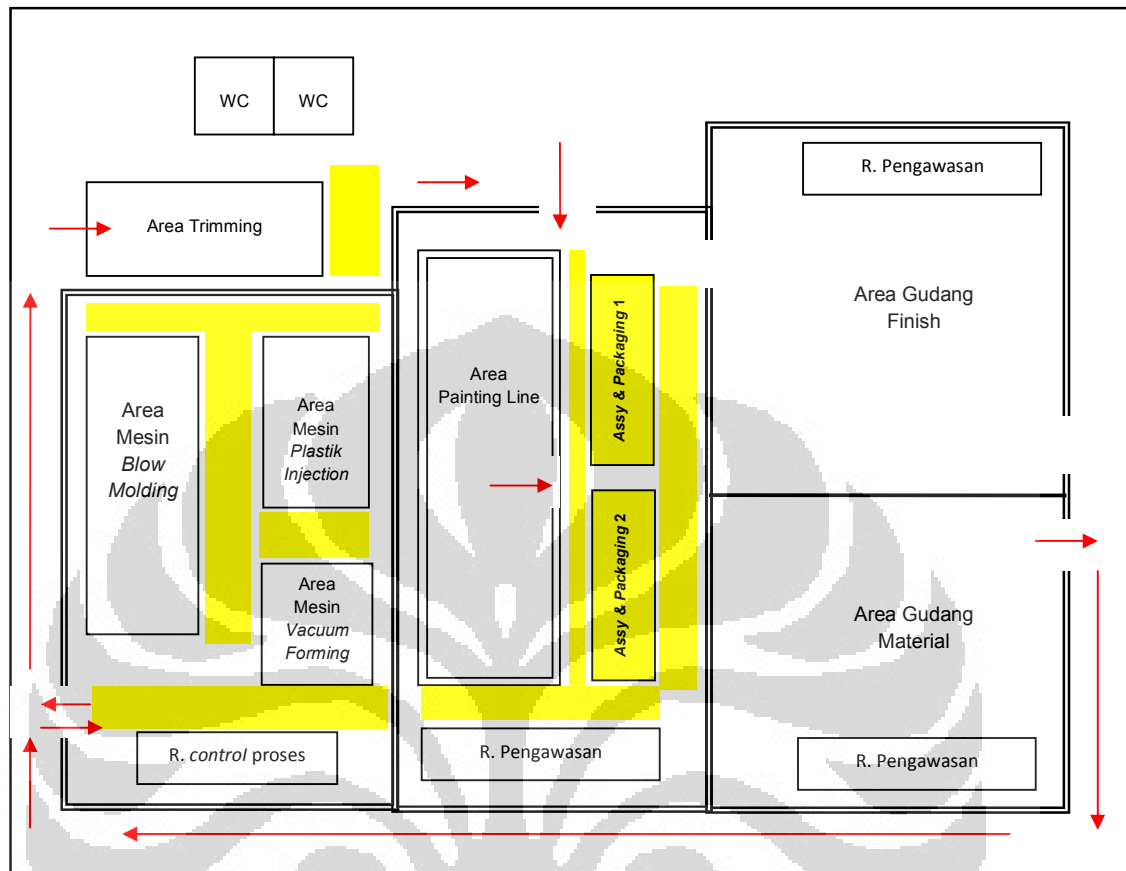 WC
WC
R. Pengawasan
Area Trimming
Area Gudang
Finish
Area
Mesin
Blow
Molding
Area
Mesin
Plastik
Injection
Area
Painting Line
Assy & Packaging 1
Area
Mesin
Vacuum
Forming
Assy & Packaging 2
Area Gudang
Material
R. control proses
R. Pengawasan
R. Pengawasan